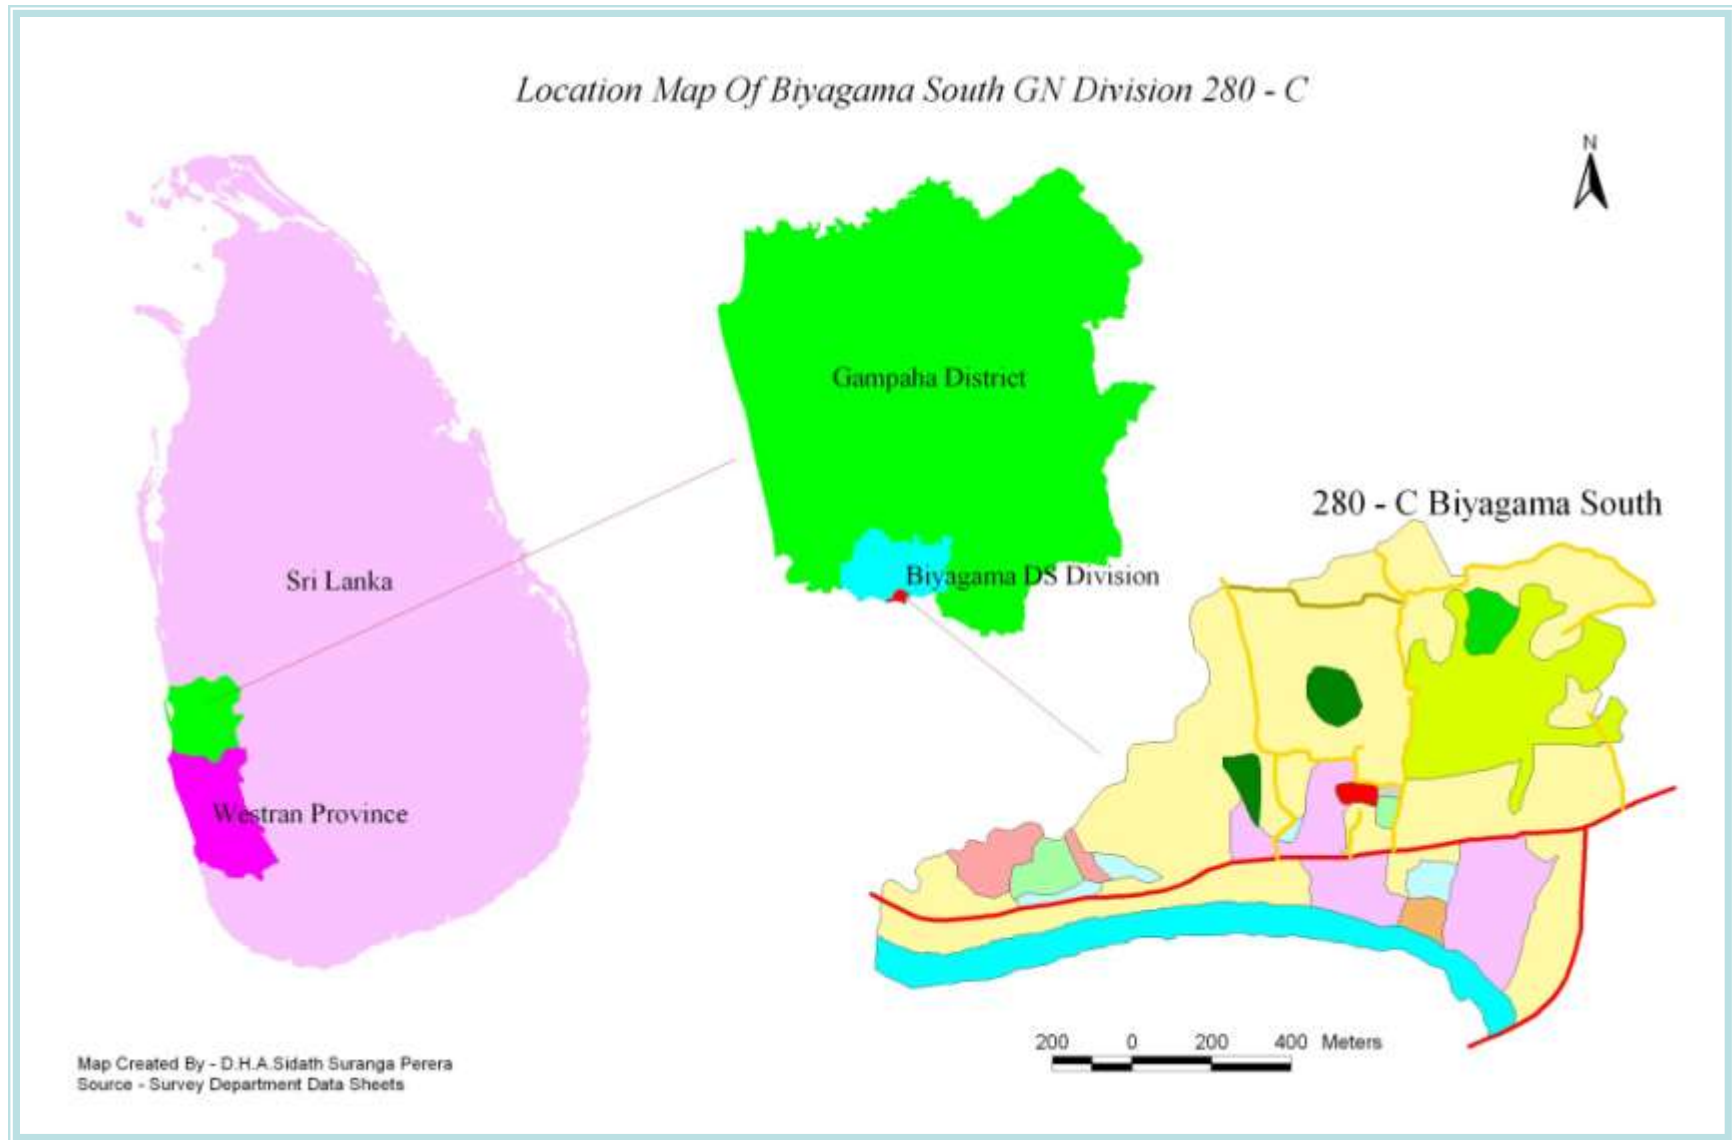 Location Map Of Biyagama South GN Division 280 - C
N
Gampaha District
280 - C Biyagama South
Sri Lanka
Biyagama DS Division
Westran Province
200 0 200 400 Meters
Map Created By - D.H.A.Sidath Suranga Perera
Source - Survey Department Data Sheets